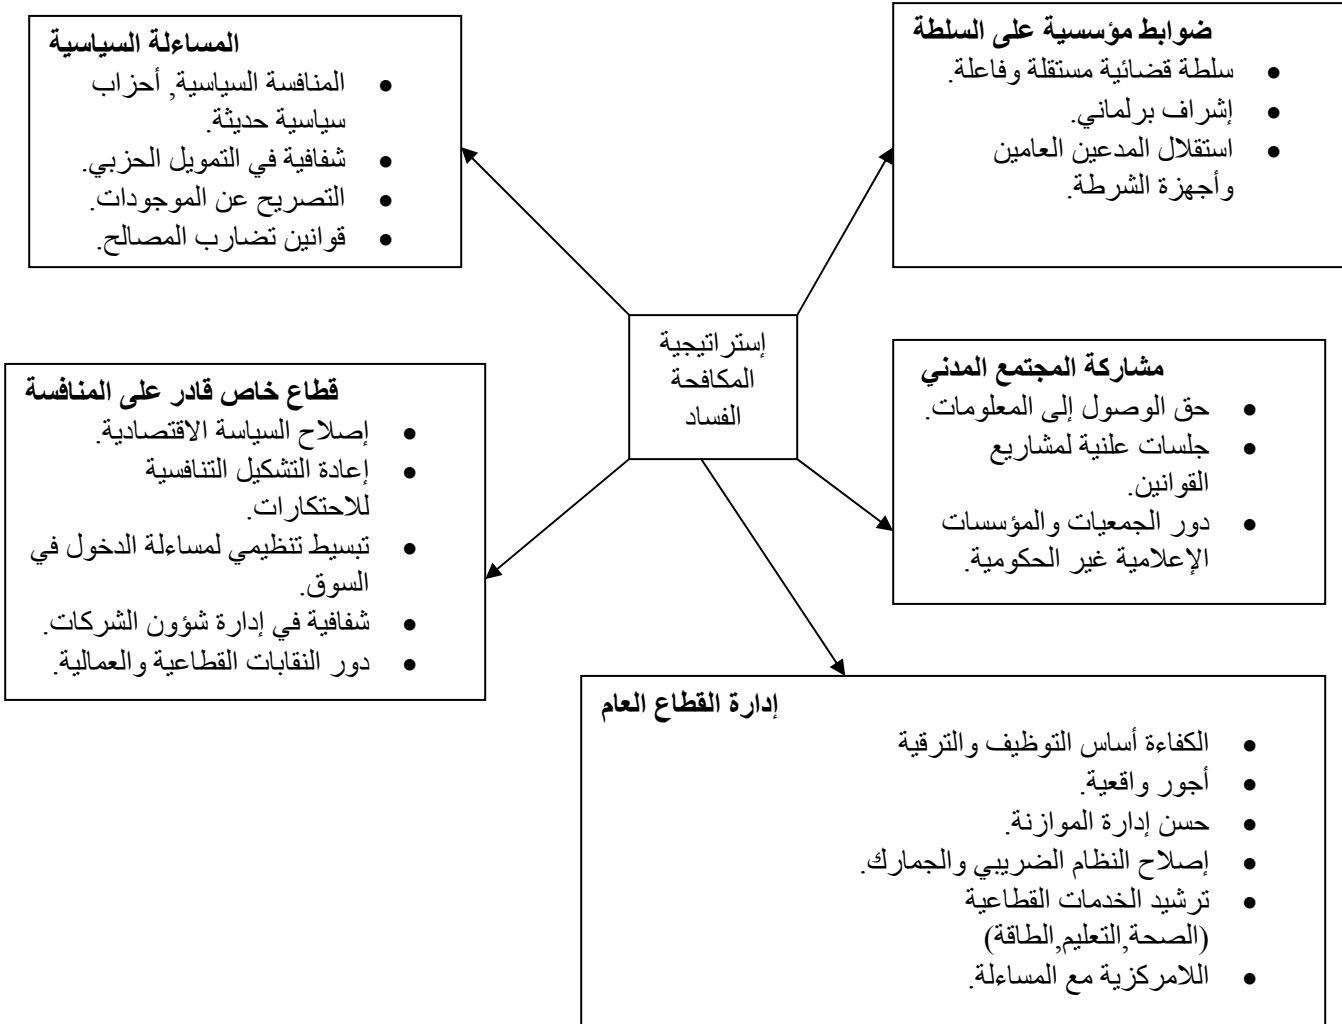 ضوابط مؤسسية على السلطة
• سلطة قضائية مستقلة وفاعلة.
• إشراف برلماني.
• استقلال المدعين العامين
وأجهزة الشرطة.
المساءلة السياسية
• المنافسة السياسية, أحزاب
سياسية حديثة.
• شفافية في التمويل الحزبي.
• التصريح عن الموجودات.
• قوانين تضارب المصالح.
إستراتيجية
المكافحة
الفساد
مشاركة المجتمع المدني
• حق الوصول إلى المعلومات.
• جلسات علنية لمشاريع
القوانين.
• دور الجمعيات والمؤسسات
الإعلامية غير الحكومية.
قطاع خاص قادر على المنافسة
• إصلاح السياسة الاقتصادية.
• إعادة التشكيل التنافسية
للاحتكارات.
• تبسيط تنظيمي لمساءلة الدخول في
السوق.
• شفافية في إدارة شؤون الشركات.
• دور النقابات القطاعية والعمالية.
إدارة القطاع العام
• الكفاءة أساس التوظيف والترقية
• أجور واقعية.
• حسن إدارة الموازنة.
• إصلاح النظام الضريبي والجمارك.
• ترشيد الخدمات القطاعية
(الصحة,التعليم,الطاقة)
• اللامركزية مع المساءلة.